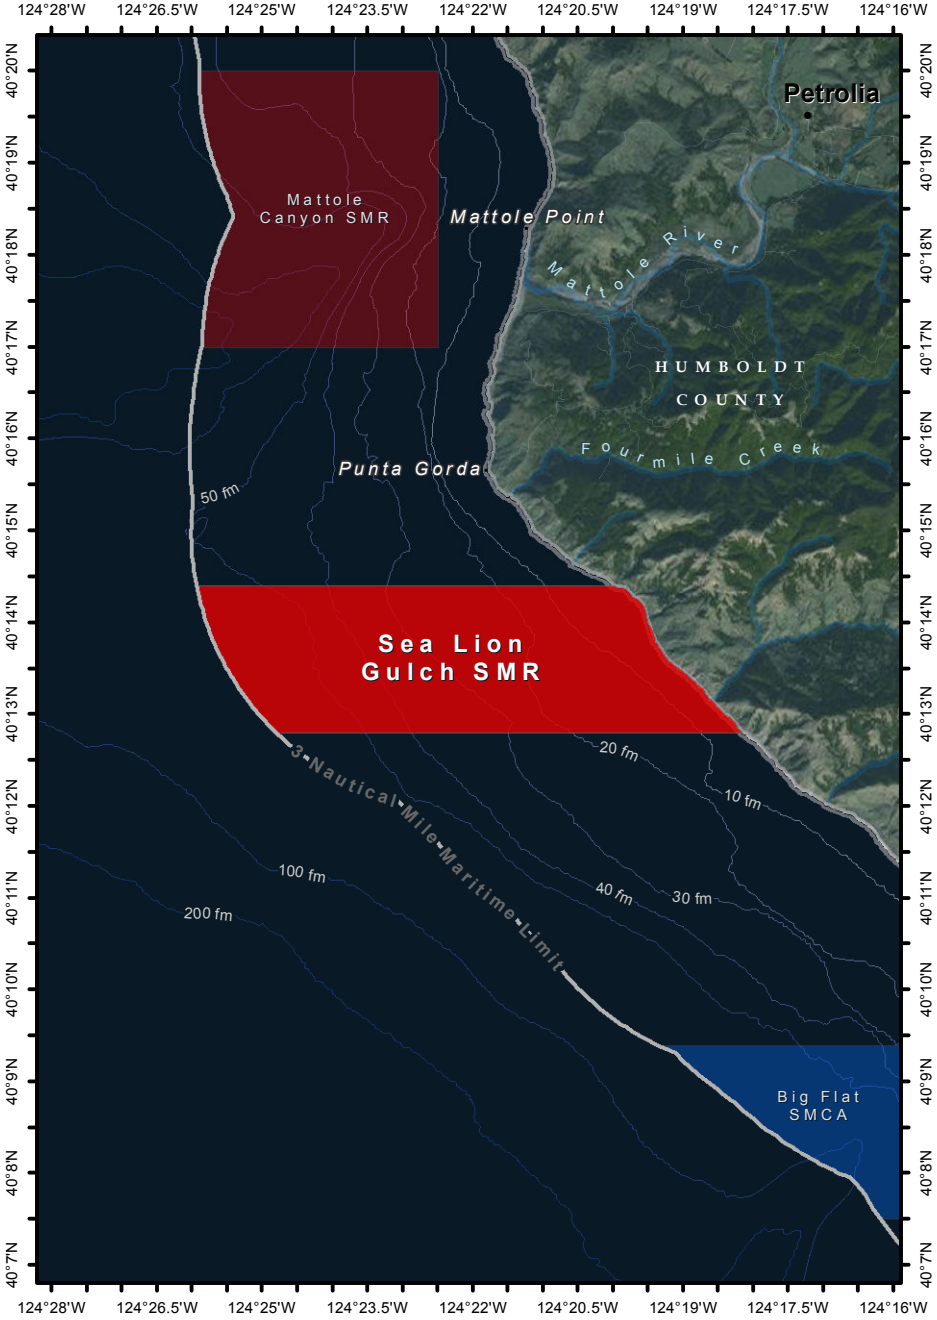 124°28'W 124°26.5'W 124°25'W 124°23.5'W 124°22'W 124°20.5'W 124°19'W 124°17.5'W 124°16'W
40°20'N 40°20'N
Petrolia
40°19'N 40°19'N
Mattole
Canyon SMR
Mattole Point
Mattole River
40°18'N 40°18'N
40°17'N 40°17'N
HUMBOLDT
COUNTY
40°16'N 40°16'N
Fourmile Creek
Punta Gorda
50 fm
40°15'N 40°15'N
40°14'N 40°14'N
Sea Lion
Gulch SMR
40°13'N 40°13'N
3-Nautical-Mile-Maritime-Limit
20 fm
10 fm
40°12'N 40°12'N
100 fm
40 fm
30 fm
40°11'N 40°11'N
200 fm
40°10'N 40°10'N
40°9'N 40°9'N
Big Flat
SMCA
40°8'N 40°8'N
40°7'N 40°7'N
124°28'W 124°26.5'W 124°25'W 124°23.5'W 124°22'W 124°20.5'W 124°19'W 124°17.5'W 124°16'W